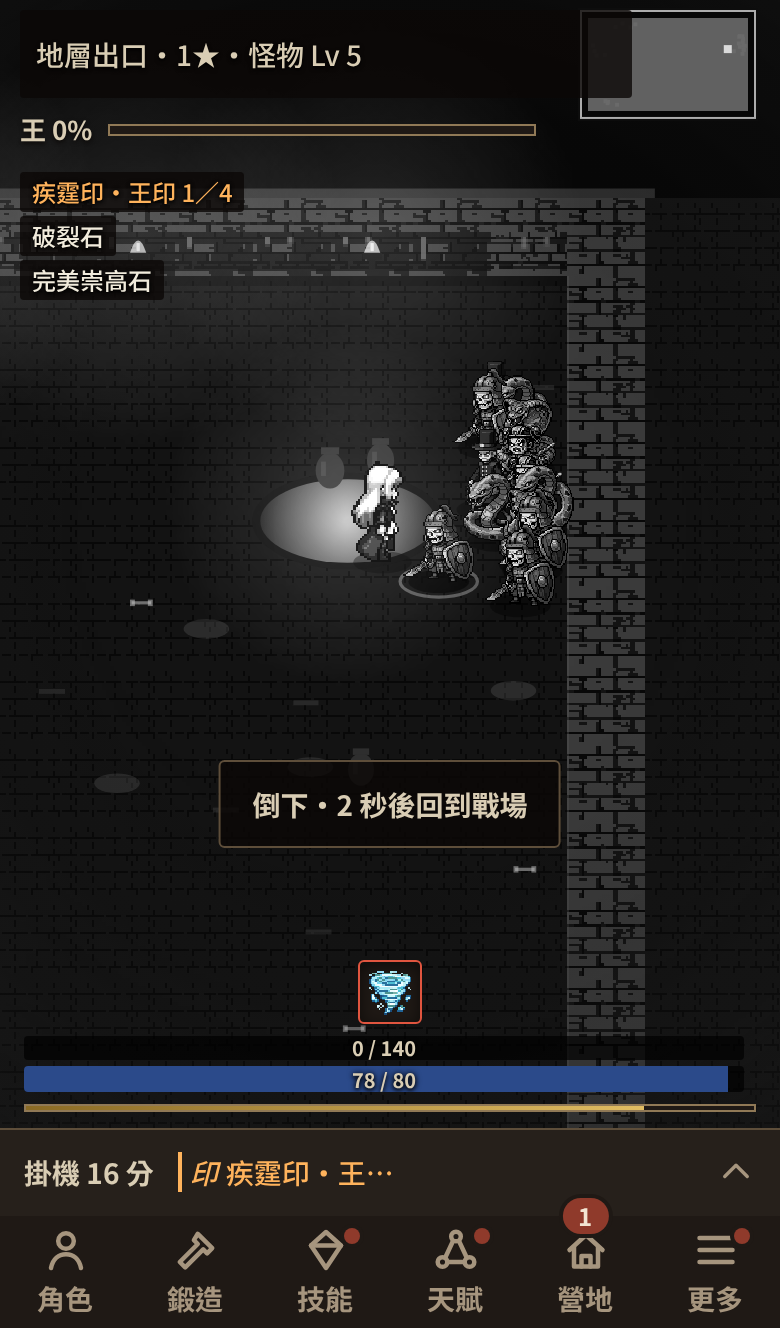 地層出口・1★・怪物 Lv 5
王 0%
疾霆印・王印 1／4
破裂石
完美崇高石
倒下・2 秒後回到戰場
0 / 140
78 / 80
掛機 16 分
印 疾霆印・王…
1
角色
鍛造
技能
天賦
營地
更多